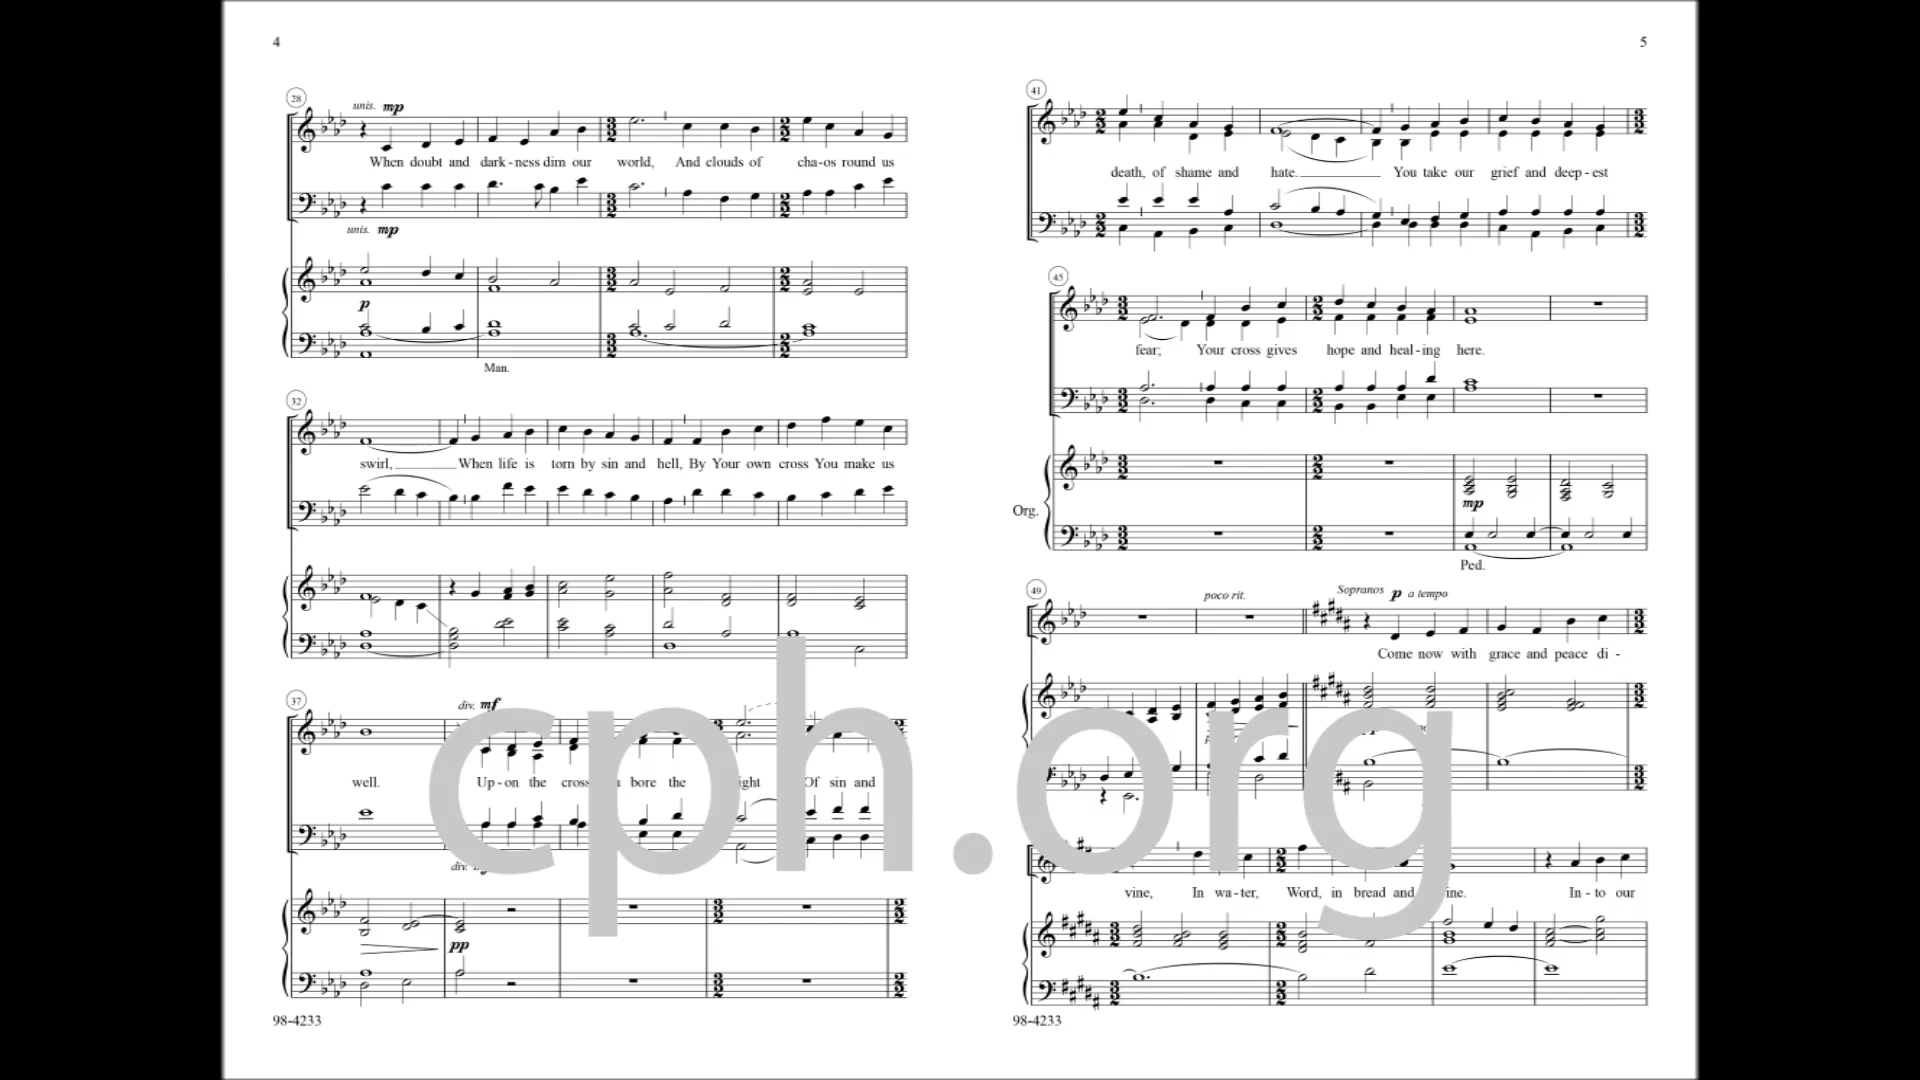 4
28
unis. mp
When doubt and dark - ness dim our world, And clouds of cha - os round us
unis. mp
p
Man.
32
swirl, When life is torn by sin and hell, By Your own cross You make us
37
div. mf
well. Up - on the cross bore the Of sin and
div.
pp
98-4233
5
41
death, of shame and hate. You take our grief and deep - est
45
fear; Your cross gives hope and heal - ing here.
Org.
mp
Ped.
49
poco rit. Sopranos p a tempo
Come now with grace and peace di -
vine, In wa - ter, Word, in bread and In - to our
98-4233
cph.org